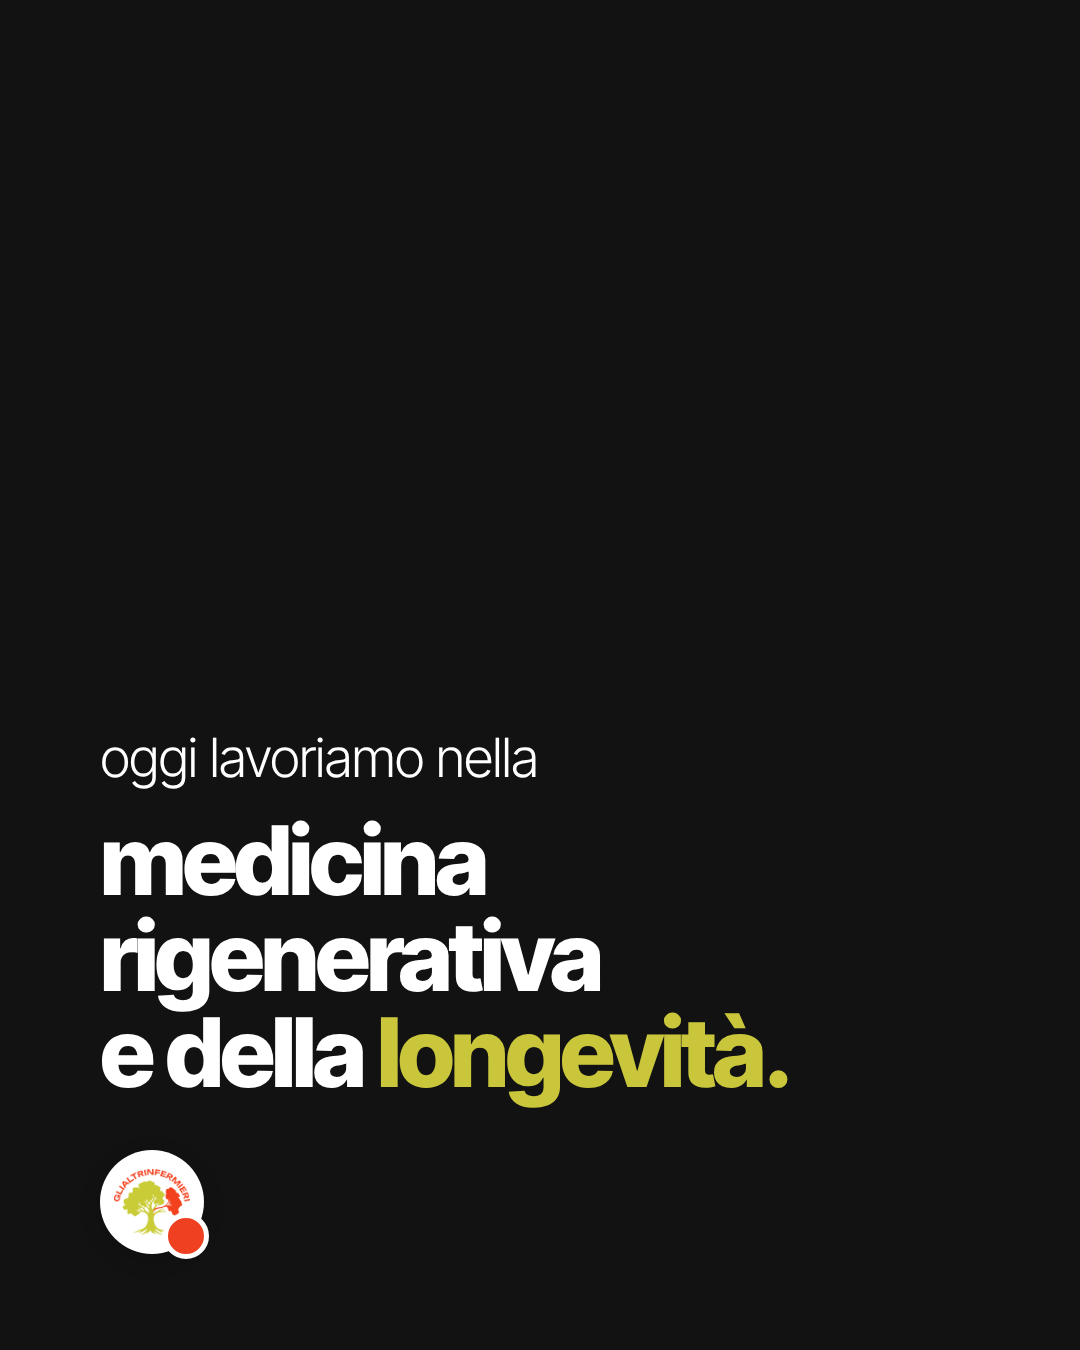 oggi lavoriamo nella
medicina
rigenerativa
e della longevità.
GLIALTRINFERMIERI